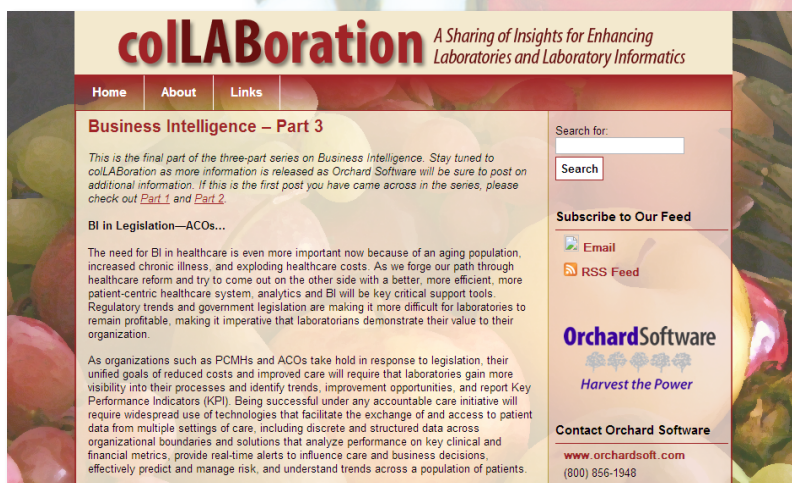 colLABoration
A Sharing of Insights for Enhancing
Laboratories and Laboratory Informatics
Home
About
Links
Business Intelligence – Part 3
This is the final part of the three-part series on Business Intelligence. Stay tuned to
colLABoration as more information is released as Orchard Software will be sure to post on
additional information. If this is the first post you have came across in the series, please
check out Part 1 and Part 2.
BI in Legislation—ACOs…
The need for BI in healthcare is even more important now because of an aging population,
increased chronic illness, and exploding healthcare costs. As we forge our path through
healthcare reform and try to come out on the other side with a better, more efficient, more
patient-centric healthcare system, analytics and BI will be key critical support tools.
Regulatory trends and government legislation are making it more difficult for laboratories to
remain profitable, making it imperative that laboratorians demonstrate their value to their
organization.
As organizations such as PCMHs and ACOs take hold in response to legislation, their
unified goals of reduced costs and improved care will require that laboratories gain more
visibility into their processes and identify trends, improvement opportunities, and report Key
Performance Indicators (KPI). Being successful under any accountable care initiative will
require widespread use of technologies that facilitate the exchange of and access to patient
data from multiple settings of care, including discrete and structured data across
organizational boundaries and solutions that analyze performance on key clinical and
financial metrics, provide real-time alerts to influence care and business decisions,
effectively predict and manage risk, and understand trends across a population of patients.
Search for:
Search
Subscribe to Our Feed
Email
RSS Feed
OrchardSoftware
Harvest the Power
Contact Orchard Software
www.orchardsoft.com
(800) 856-1948